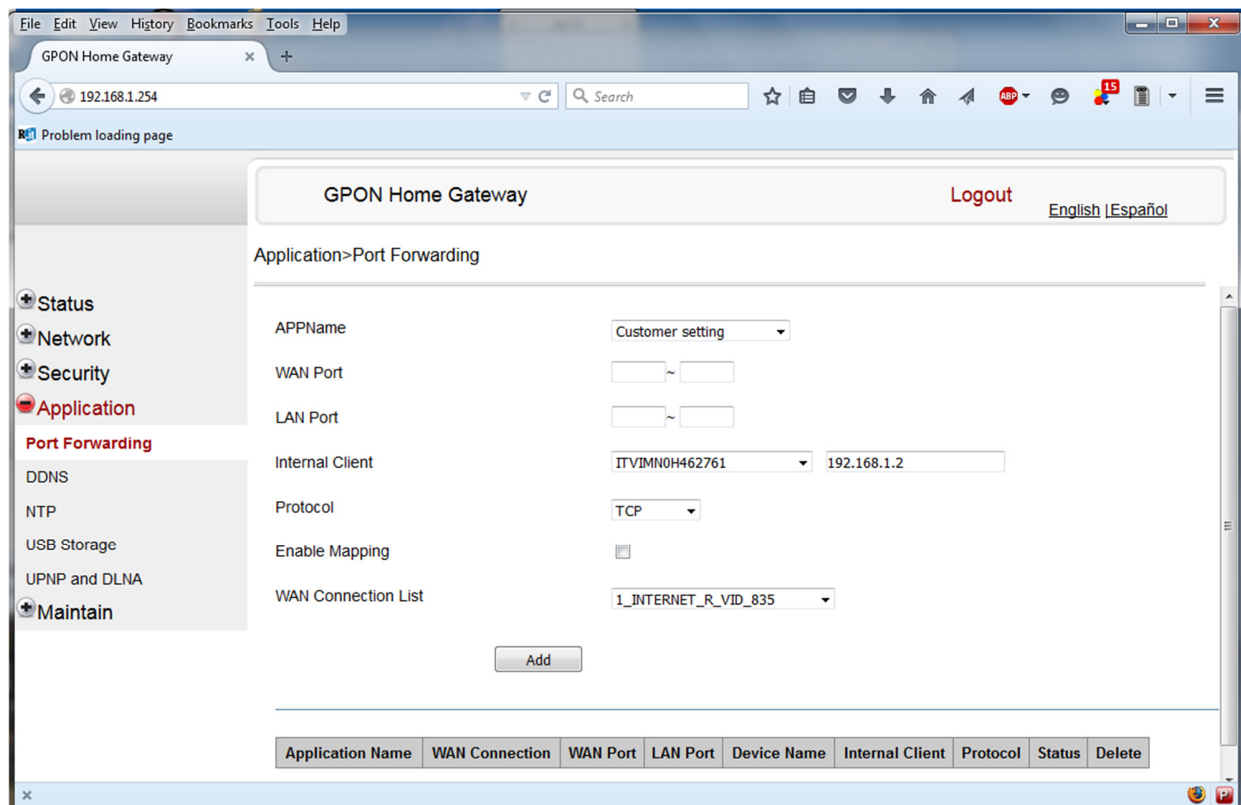 File Edit View History Bookmarks Tools Help
GPON Home Gateway × +
192.168.1.254 Search ABP 15
Problem loading page
GPON Home Gateway Logout English | Español
Application>Port Forwarding
Status
Network
Security
Application
Port Forwarding
DDNS
NTP
USB Storage
UPNP and DLNA
Maintain
APPName Customer setting
WAN Port ~
LAN Port ~
Internal Client ITVIMN0H462761 192.168.1.2
Protocol TCP
Enable Mapping
WAN Connection List 1_INTERNET_R_VID_835
Add
Application Name WAN Connection WAN Port LAN Port Device Name Internal Client Protocol Status Delete